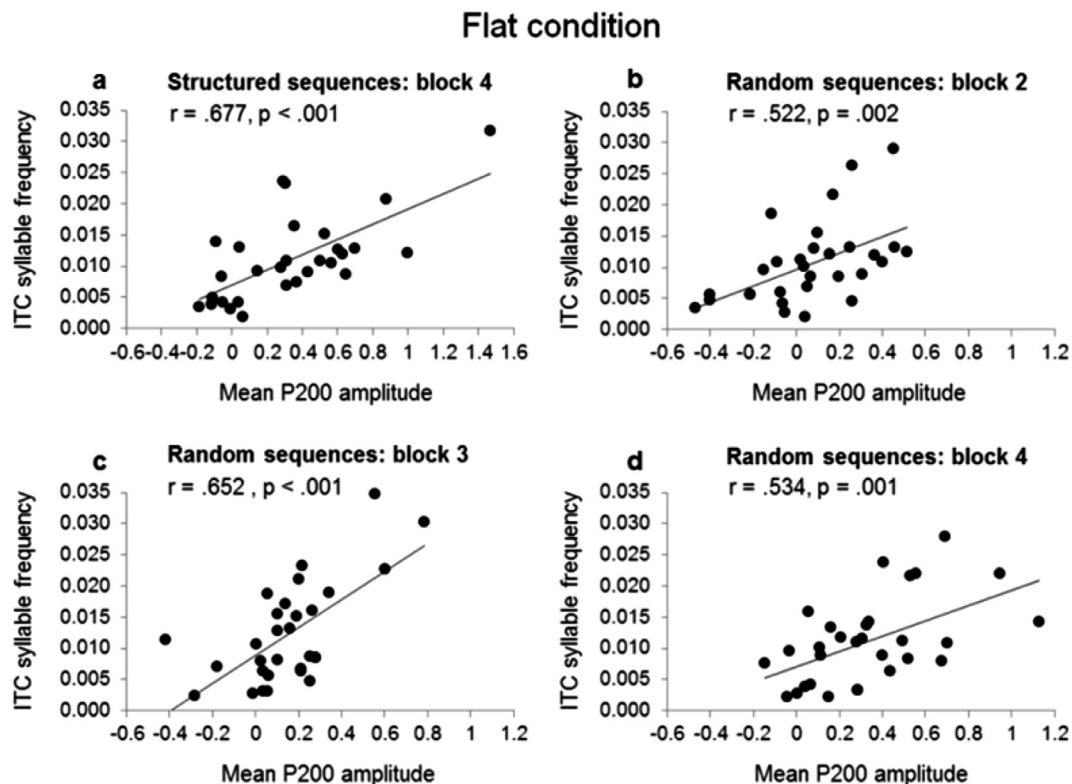 Flat condition
a
Structured sequences: block 4
r = .677, p < .001
ITC syllable frequency
0.035
0.030
0.025
0.020
0.015
0.010
0.005
0.000
-0.6 -0.4 -0.2 0 0.2 0.4 0.6 0.8 1 1.2 1.4 1.6
Mean P200 amplitude
b
Random sequences: block 2
r = .522, p = .002
ITC syllable frequency
0.035
0.030
0.025
0.020
0.015
0.010
0.005
0.000
-0.6 -0.4 -0.2 0 0.2 0.4 0.6 0.8 1 1.2
Mean P200 amplitude
c
Random sequences: block 3
r = .652 , p < .001
ITC syllable frequency
0.035
0.030
0.025
0.020
0.015
0.010
0.005
0.000
-0.6 -0.4 -0.2 0 0.2 0.4 0.6 0.8 1 1.2
Mean P200 amplitude
d
Random sequences: block 4
r = .534, p = .001
ITC syllable frequency
0.035
0.030
0.025
0.020
0.015
0.010
0.005
0.000
-0.6 -0.4 -0.2 0 0.2 0.4 0.6 0.8 1 1.2
Mean P200 amplitude